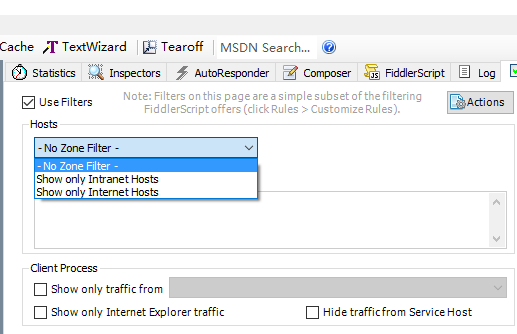 Cache TextWizard Tearoff MSDN Search...
Statistics Inspectors AutoResponder Composer FiddlerScript Log
Use Filters
Note: Filters on this page are a simple subset of the filtering
FiddlerScript offers (click Rules > Customize Rules).
Actions
Hosts
- No Zone Filter -
- No Zone Filter -
Show only Intranet Hosts
Show only Internet Hosts
Client Process
Show only traffic from
Show only Internet Explorer traffic Hide traffic from Service Host